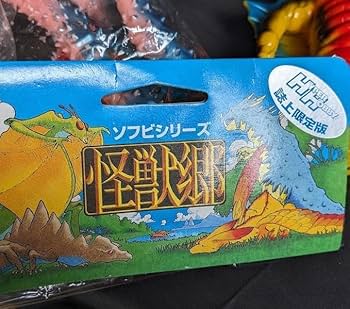 ソフビシリーズ
怪獣郷
誌上限定版